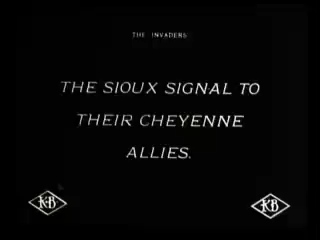 THE INVADERS
THE SIOUX SIGNAL TO
THEIR CHEYENNE
ALLIES.
KB
KB